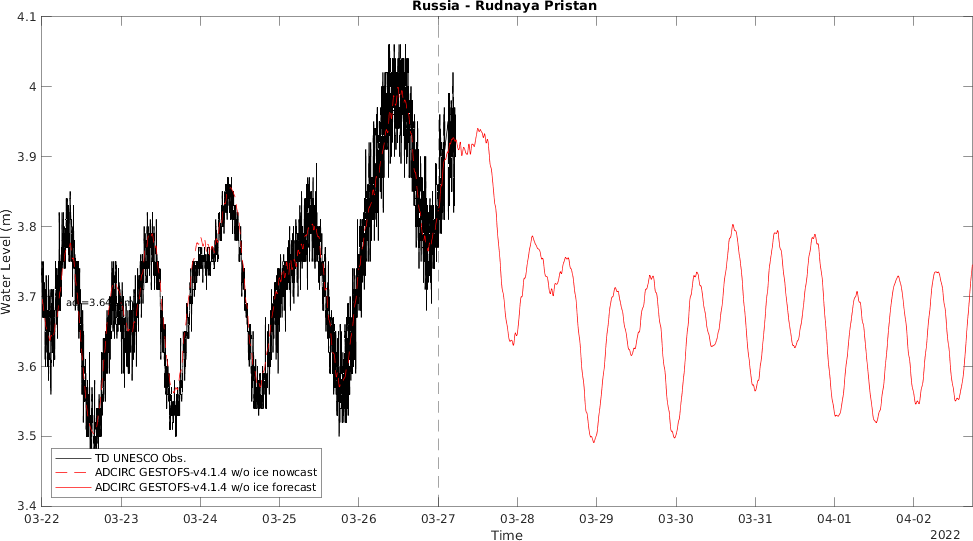 Russia - Rudnaya Pristan
4.1
4
3.9
3.8
3.7
3.6
3.5
3.4
Water Level (m)
TD UNESCO Obs.
ADCIRC GESTOFS-v4.1.4 w/o ice nowcast
ADCIRC GESTOFS-v4.1.4 w/o ice forecast
03-22 03-23 03-24 03-25 03-26 03-27 03-28 03-29 03-30 03-31 04-01 04-02
Time
2022